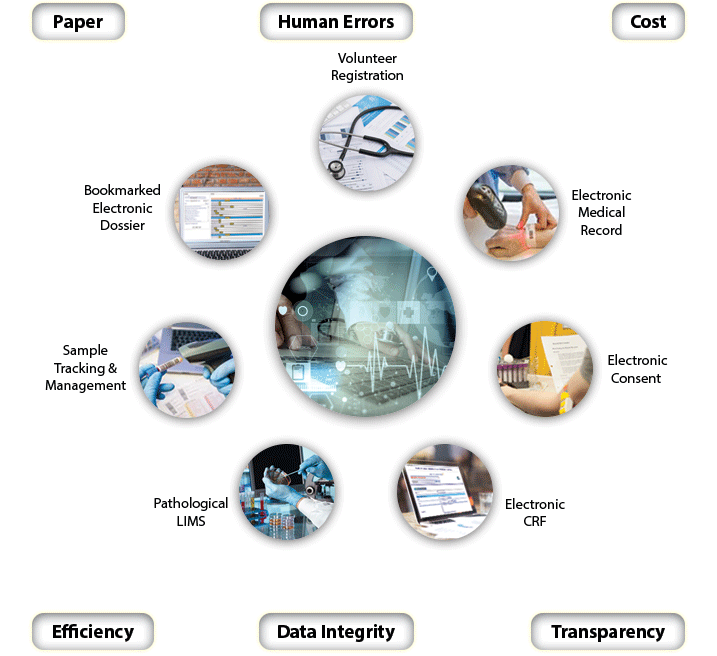 Paper
Human Errors
Cost
Volunteer
Registration
Bookmarked
Electronic
Dossier
Electronic
Medical
Record
Sample
Tracking &
Management
Electronic
Consent
Pathological
LIMS
Electronic
CRF
Efficiency
Data Integrity
Transparency